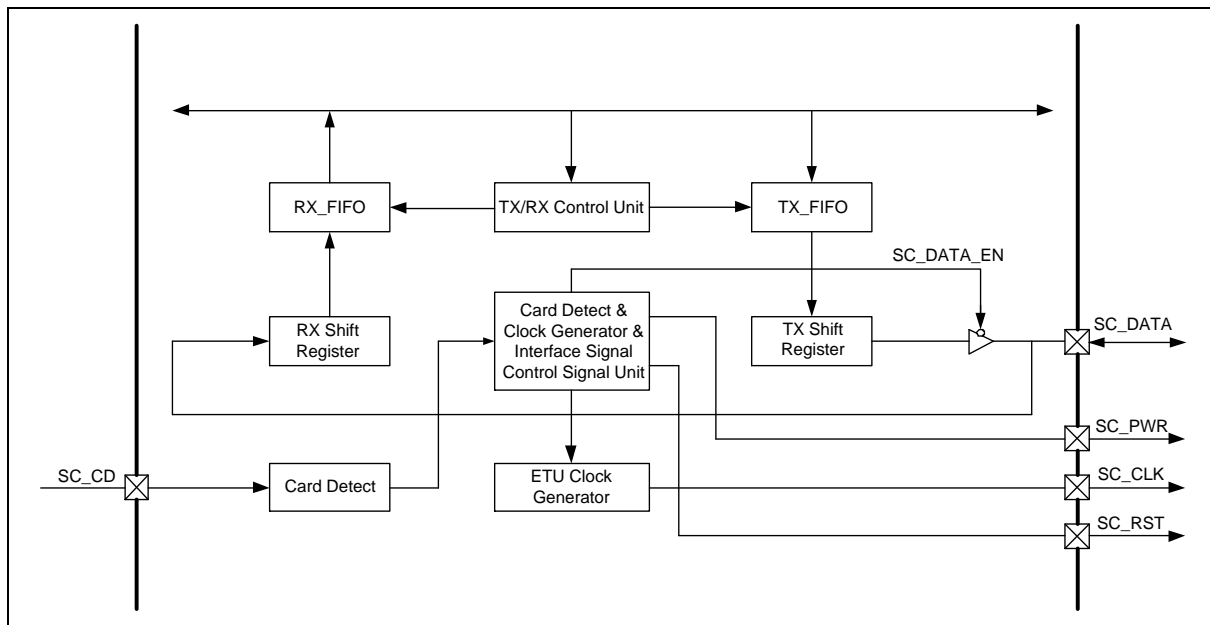 RX_FIFO
TX/RX Control Unit
TX_FIFO
SC_DATA_EN
RX Shift
Register
Card Detect &
Clock Generator &
Interface Signal
Control Signal Unit
TX Shift
Register
SC_DATA
SC_PWR
SC_CD
Card Detect
ETU Clock
Generator
SC_CLK
SC_RST